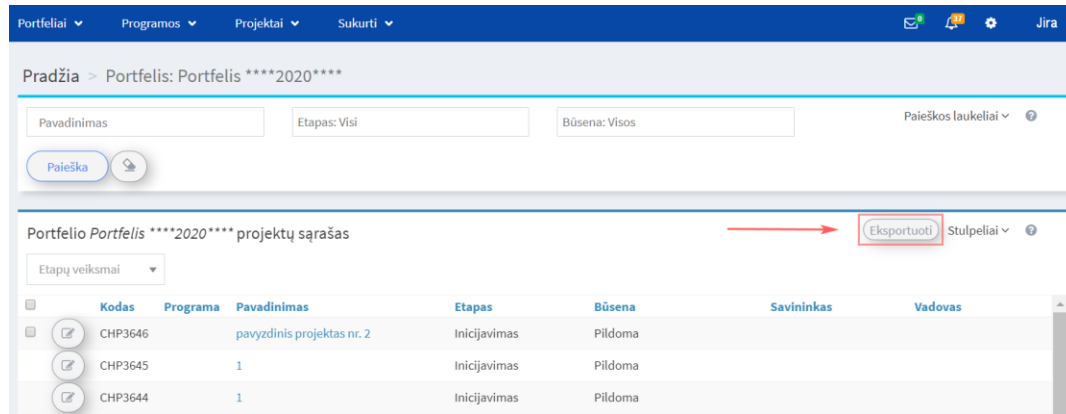 Portfeliai Programos Projektai Sukurti 0 37 Jira
Pradžia > Portfelis: Portfelis ****2020****
Pavadinimas Etapas: Visi Būsena: Visos Paieškos laukeliai ?
Paieška
Portfelio Portfelis ****2020**** projektų sąrašas Eksportuoti Stulpeliai ?
Etapų veiksmai
Kodas Programa Pavadinimas Etapas Būsena Savininkas Vadovas
CHP3646 pavyzdinis projektas nr. 2 Inicijavimas Pildoma
CHP3645 1 Inicijavimas Pildoma
CHP3644 1 Inicijavimas Pildoma